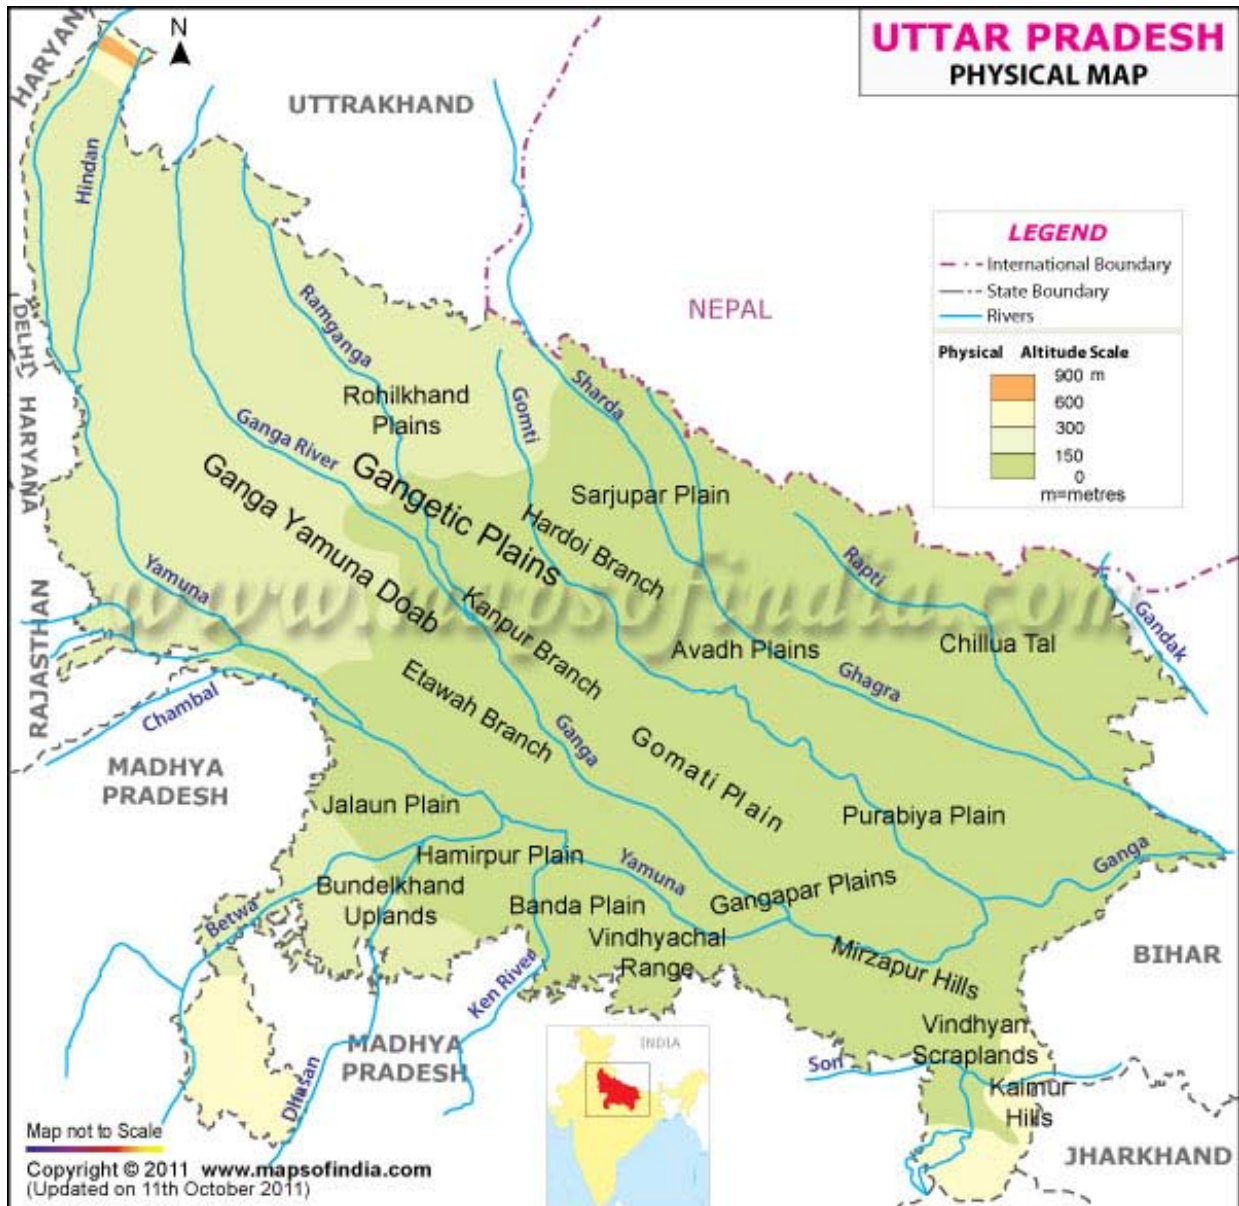 UTTAR PRADESH
PHYSICAL MAP
N
HARYANA
UTTRAKHAND
Hindan
LEGEND
International Boundary
State Boundary
Rivers
NEPAL
Physical Altitude Scale
900 m
600
300
150
0
m=metres
DELHI
HARYANA
Ramganga
Rohilkhand
Plains
Sharda
Gomti
Ganga River
Gangetic Plains
Ganga Yamuna Doab
Sarjupar Plain
Hardoi Branch
Rapti
Yamuna
www.mapsofindia.com
Kanpur Branch
Gandak
RAJASTHAN
Avadh Plains
Chillua Tal
Chambal
Etawah Branch
Ghagra
Ganga
Gomati Plain
MADHYA
PRADESH
Jalaun Plain
Purabiya Plain
Hamirpur Plain
Yamuna
Ganga
Bundelkhand
Uplands
Gangapar Plains
Betwa
Banda Plain
Vindhyachal
Range
Mirzapur Hills
BIHAR
Ken River
Vindhyan
Scraplands
MADHYA
PRADESH
INDIA
Son
Kaimur
Hills
Dhasan
JHARKHAND
Map not to Scale
Copyright © 2011 www.mapsofindia.com
(Updated on 11th October 2011)